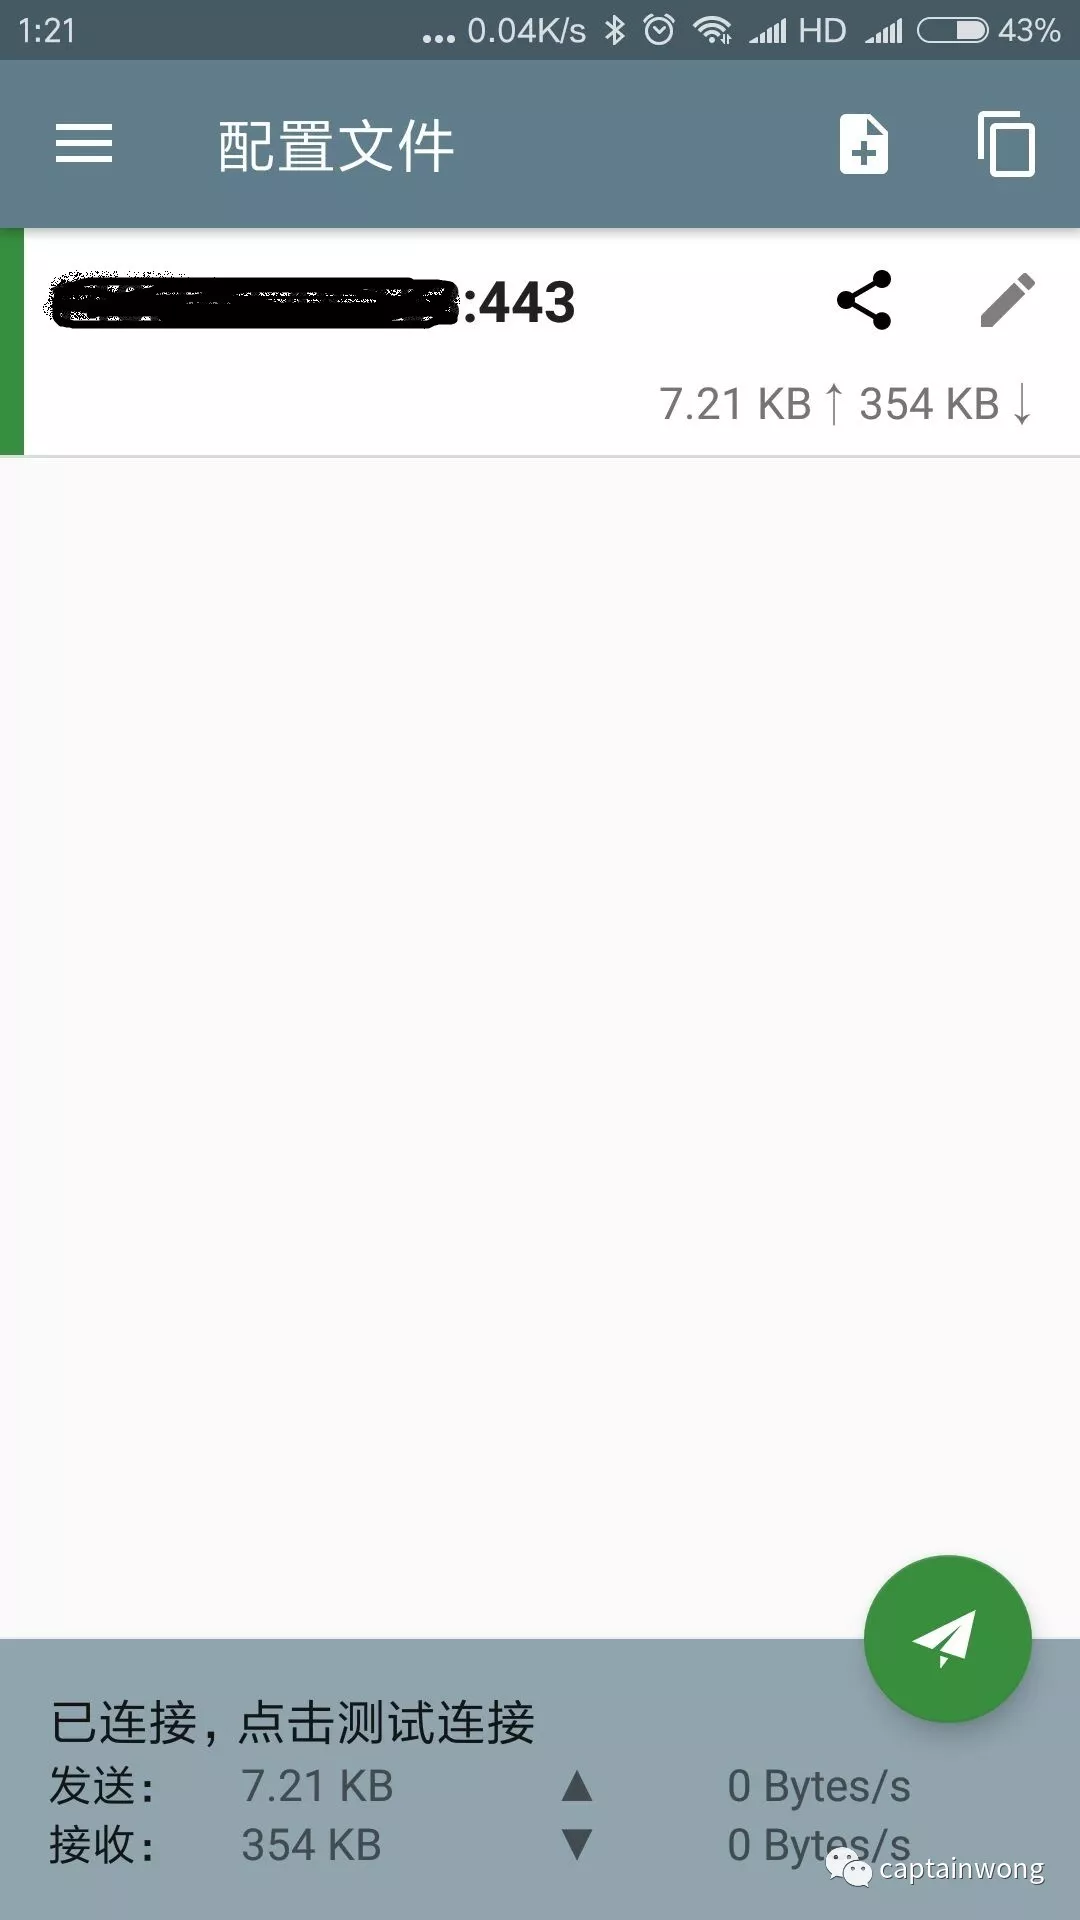 1:21 ... 0.04K/s HD 43%
配置文件
:443
7.21 KB↑ 354 KB↓
已连接，点击测试连接
发送： 7.21 KB ▲ 0 Bytes/s
接收： 354 KB ▼ 0 Bytes/s
captainwong